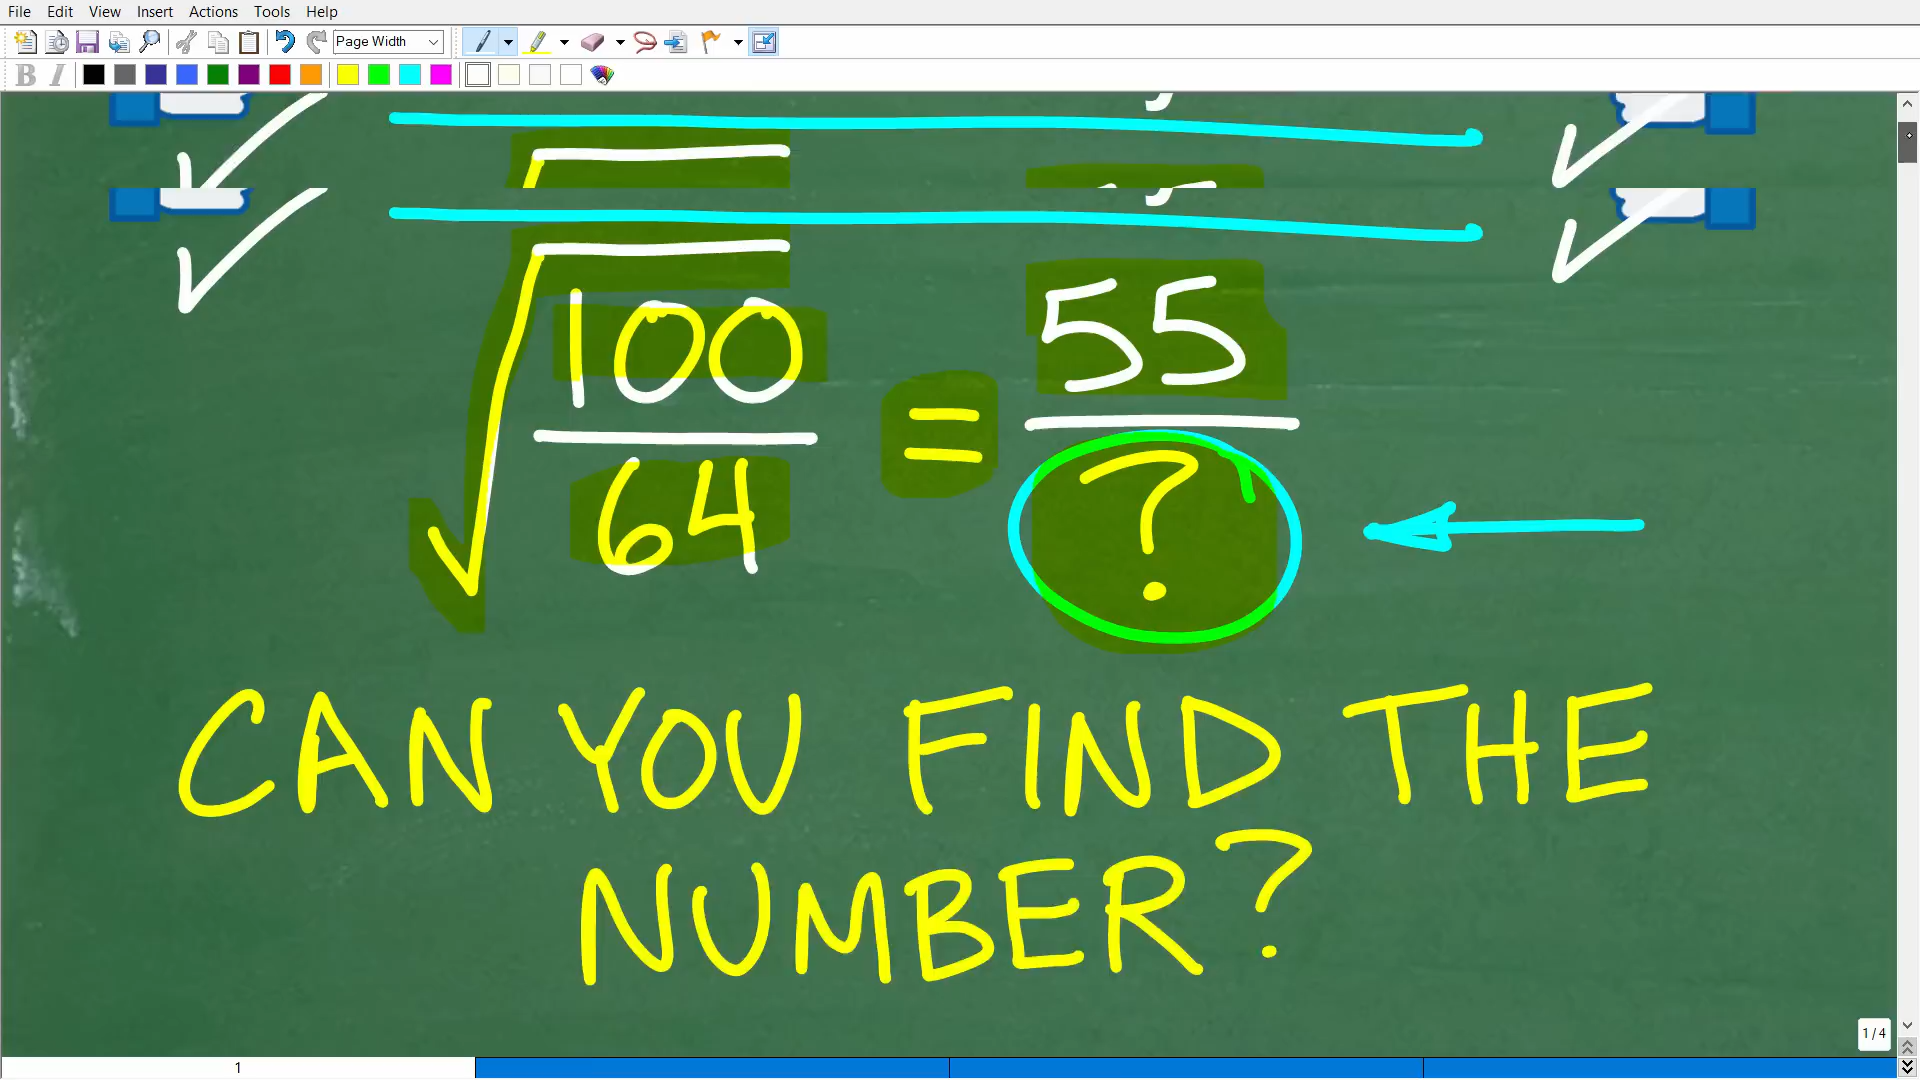 File Edit View Insert Actions Tools Help
Page Width
B I
√100/64 = 55/?
CAN YOU FIND THE
NUMBER?
1 / 4
1